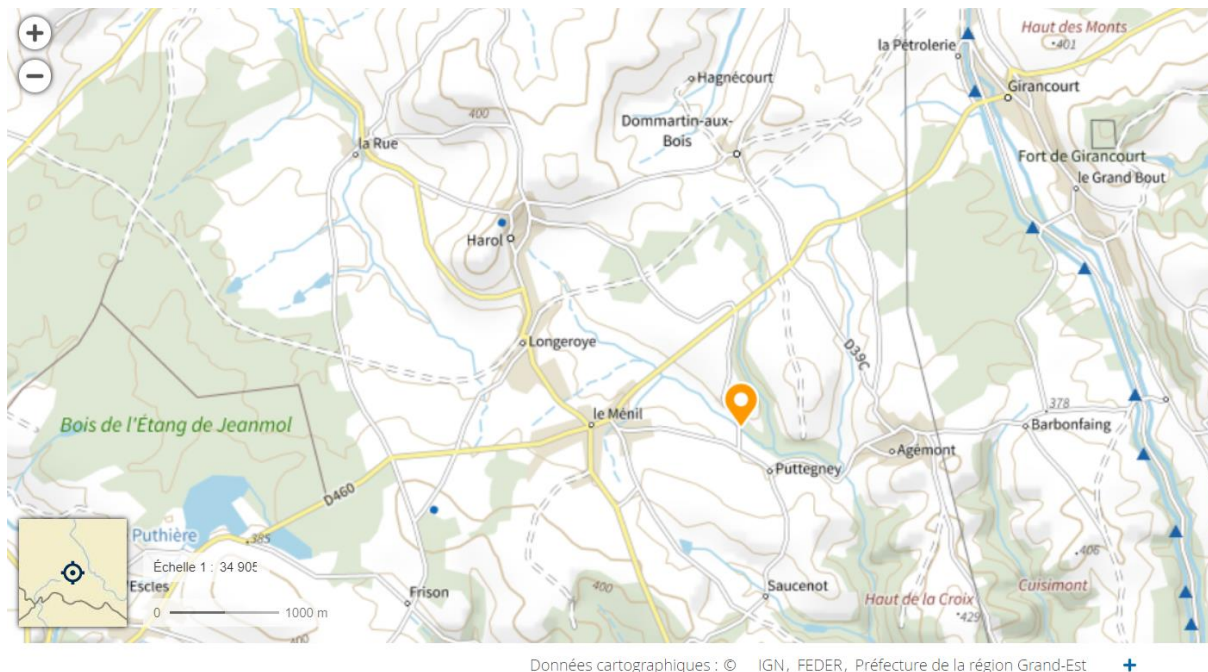 +
−
Haut des Monts
401
la Pétrolerie
Hagnécourt
Girancourt
400
Dommartin-aux-
Bois
la Rue
Fort de Girancourt
le Grand Bout
Harol
Longeroye
D39C
le Ménil
378
Bois de l'Étang de Jeanmol
Barbonfaing
Agémont
Puttegney
D460
Puthière
385
406
Échelle 1 : 34 905
'Escles
Frison
400
Saucenot
Haut de la Croix
Cuisimont
429
0
1000 m
Données cartographiques : © IGN, FEDER, Préfecture de la région Grand-Est +